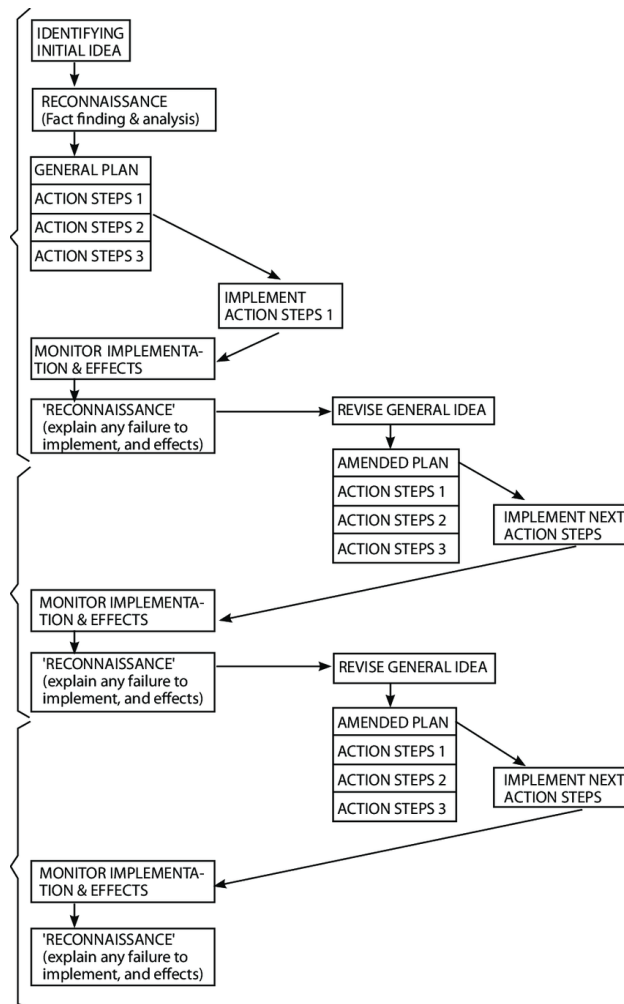 IDENTIFYING
INITIAL IDEA
RECONNAISSANCE
(Fact finding & analysis)
GENERAL PLAN
ACTION STEPS 1
ACTION STEPS 2
ACTION STEPS 3
IMPLEMENT
ACTION STEPS 1
MONITOR IMPLEMENTA-
TION & EFFECTS
'RECONNAISSANCE'
(explain any failure to
implement, and effects)
REVISE GENERAL IDEA
AMENDED PLAN
ACTION STEPS 1
ACTION STEPS 2
ACTION STEPS 3
IMPLEMENT NEXT
ACTION STEPS
MONITOR IMPLEMENTA-
TION & EFFECTS
'RECONNAISSANCE'
(explain any failure to
implement, and effects)
REVISE GENERAL IDEA
AMENDED PLAN
ACTION STEPS 1
ACTION STEPS 2
ACTION STEPS 3
IMPLEMENT NEXT
ACTION STEPS
MONITOR IMPLEMENTA-
TION & EFFECTS
'RECONNAISSANCE'
(explain any failure to
implement, and effects)